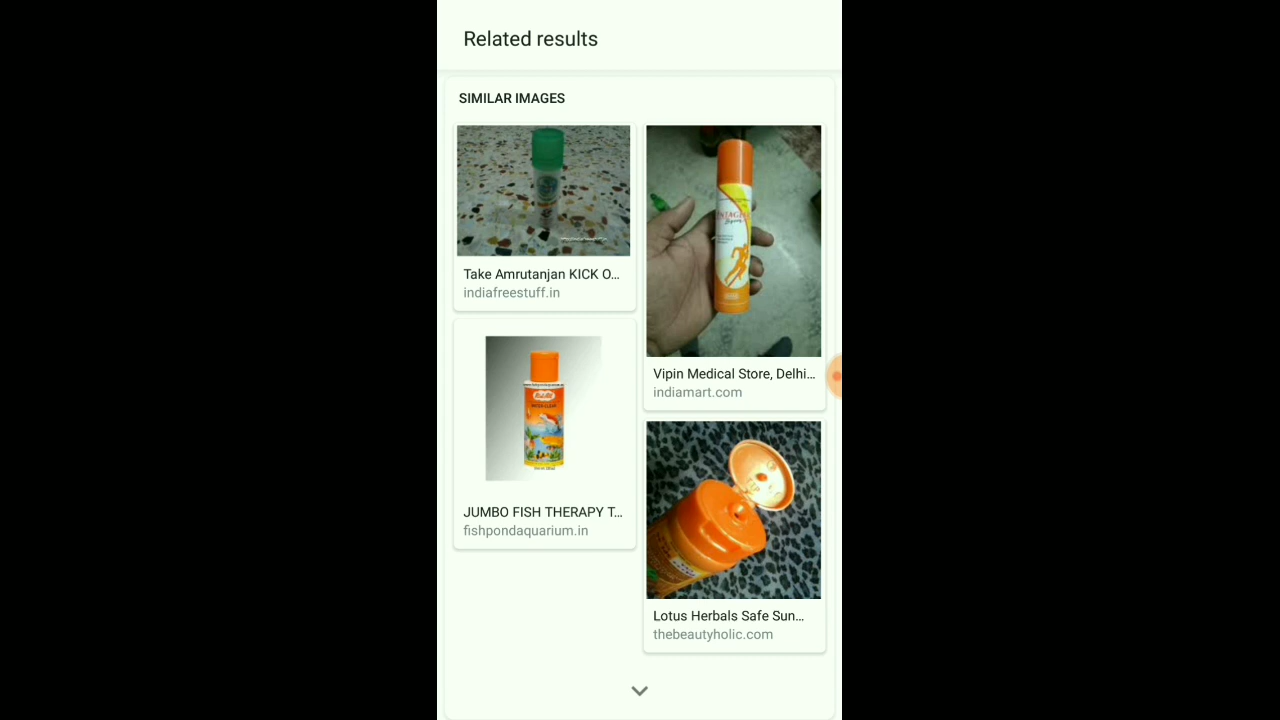 Related results
SIMILAR IMAGES
Take Amrutanjan KICK O...
indiafreestuff.in
Vipin Medical Store, Delhi...
indiamart.com
JUMBO FISH THERAPY T...
fishpondaquarium.in
Lotus Herbals Safe Sun...
thebeautyholic.com